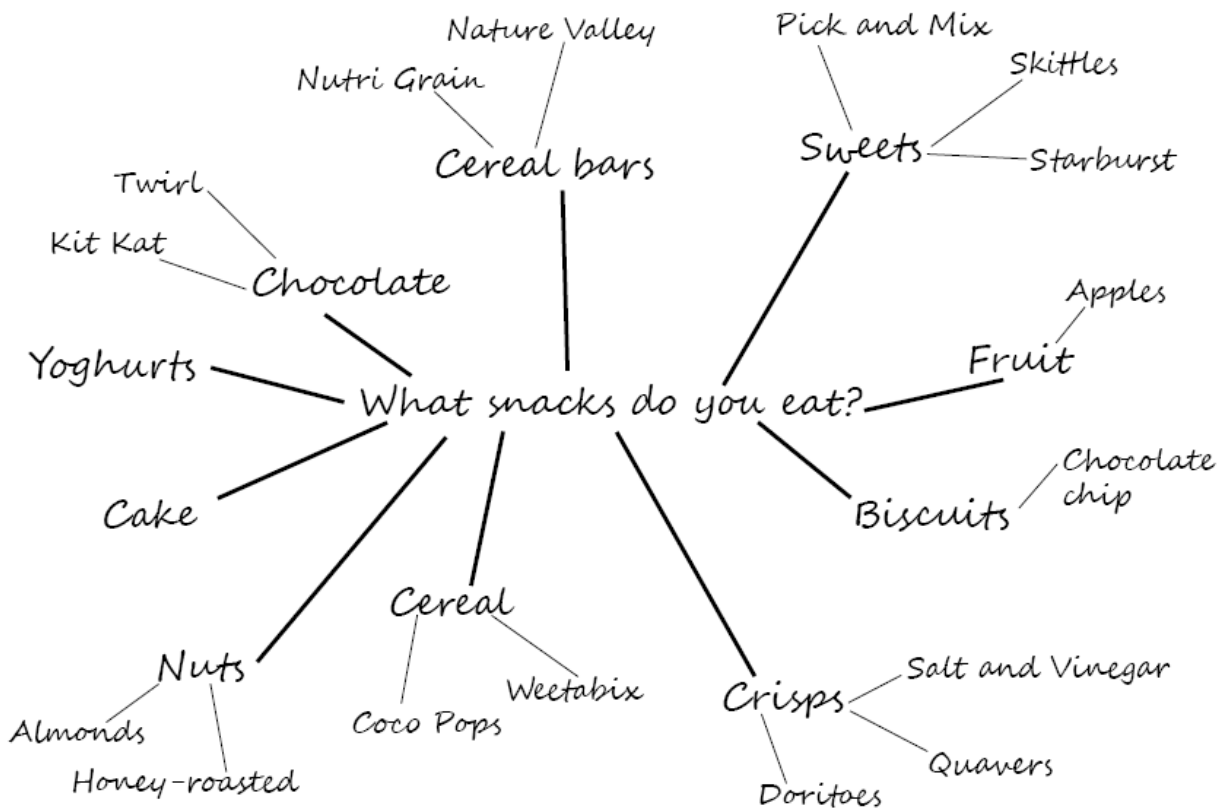 Nature Valley
Pick and Mix
Nutri Grain
Skittles
Cereal bars
Sweets
Starburst
Twirl
Kit Kat
Chocolate
Apples
Yoghurts
Fruit
What snacks do you eat?
Chocolate
chip
Cake
Biscuits
Cereal
Nuts
Salt and Vinegar
Weetabix
Crisps
Almonds
Coco Pops
Honey-roasted
Quavers
Doritoes